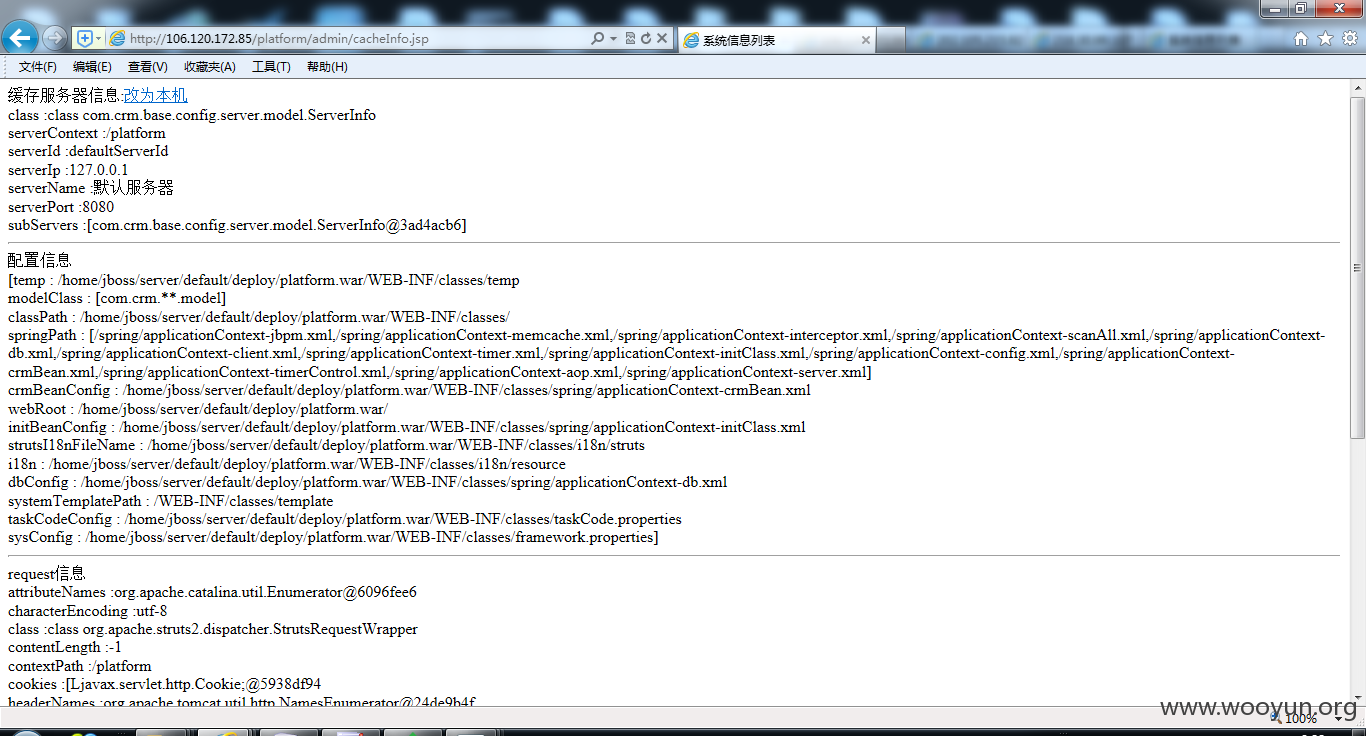 http://106.120.172.85/platform/admin/cacheInfo.jsp
系统信息列表
文件(F) 编辑(E) 查看(V) 收藏夹(A) 工具(T) 帮助(H)
缓存服务器信息:改为本机
class :class com.crm.base.config.server.model.ServerInfo
serverContext :/platform
serverId :defaultServerId
serverIp :127.0.0.1
serverName :默认服务器
serverPort :8080
subServers :[com.crm.base.config.server.model.ServerInfo@3ad4acb6]
配置信息
[temp : /home/jboss/server/default/deploy/platform.war/WEB-INF/classes/temp
modelClass : [com.crm.**.model]
classPath : /home/jboss/server/default/deploy/platform.war/WEB-INF/classes/
springPath : [/spring/applicationContext-jbpm.xml,/spring/applicationContext-memcache.xml,/spring/applicationContext-interceptor.xml,/spring/applicationContext-scanAll.xml,/spring/applicationContext-
db.xml,/spring/applicationContext-client.xml,/spring/applicationContext-timer.xml,/spring/applicationContext-initClass.xml,/spring/applicationContext-config.xml,/spring/applicationContext-
crmBean.xml,/spring/applicationContext-timerControl.xml,/spring/applicationContext-aop.xml,/spring/applicationContext-server.xml]
crmBeanConfig : /home/jboss/server/default/deploy/platform.war/WEB-INF/classes/spring/applicationContext-crmBean.xml
webRoot : /home/jboss/server/default/deploy/platform.war/
initBeanConfig : /home/jboss/server/default/deploy/platform.war/WEB-INF/classes/spring/applicationContext-initClass.xml
strutsI18nFileName : /home/jboss/server/default/deploy/platform.war/WEB-INF/classes/i18n/struts
i18n : /home/jboss/server/default/deploy/platform.war/WEB-INF/classes/i18n/resource
dbConfig : /home/jboss/server/default/deploy/platform.war/WEB-INF/classes/spring/applicationContext-db.xml
systemTemplatePath : /WEB-INF/classes/template
taskCodeConfig : /home/jboss/server/default/deploy/platform.war/WEB-INF/classes/taskCode.properties
sysConfig : /home/jboss/server/default/deploy/platform.war/WEB-INF/classes/framework.properties]
request信息
attributeNames :org.apache.catalina.util.Enumerator@6096fee6
characterEncoding :utf-8
class :class org.apache.struts2.dispatcher.StrutsRequestWrapper
contentLength :-1
contextPath :/platform
cookies :[Ljavax.servlet.http.Cookie;@5938df94
headerNames :org.apache.tomcat.util.http.NamesEnumerator@24de9b4f
www.wooyun.org
100%